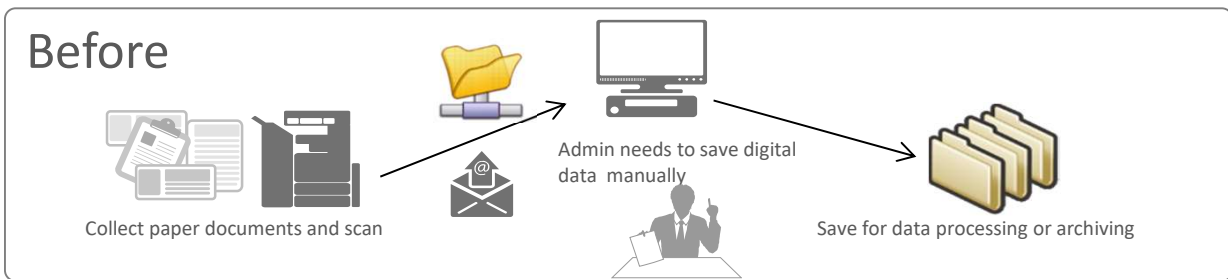 Before
@
Admin needs to save digital
data  manually
Collect paper documents and scan
Save for data processing or archiving